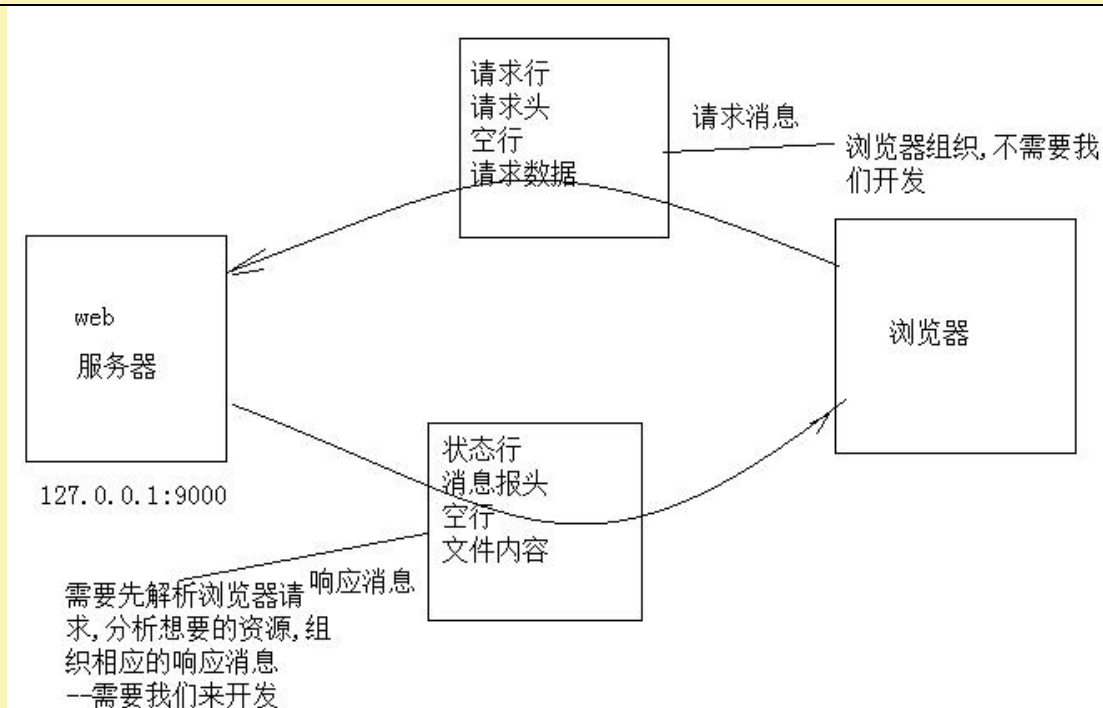 请求行
请求头
空行
请求数据
请求消息
浏览器组织,不需要我
们开发
web
服务器
浏览器
127.0.0.1:9000
状态行
消息报头
空行
文件内容
响应消息
需要先解析浏览器请
求,分析想要的资源,组
织相应的响应消息
--需要我们来开发